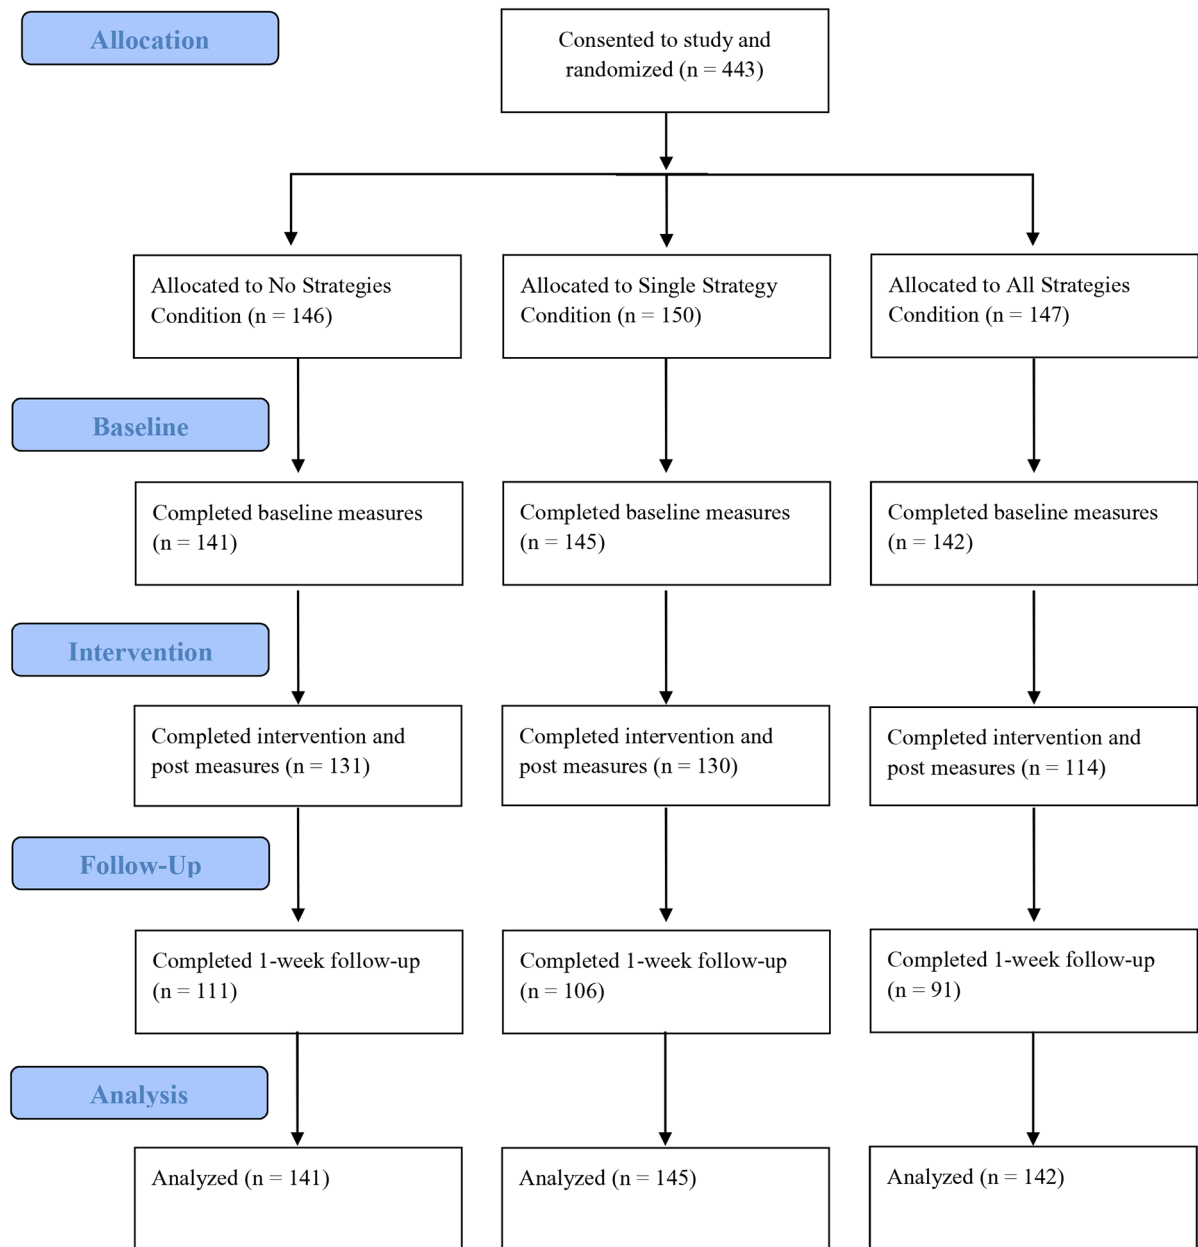 Allocation
Consented to study and
randomized (n = 443)
Allocated to No Strategies
Condition (n = 146)
Allocated to Single Strategy
Condition (n = 150)
Allocated to All Strategies
Condition (n = 147)
Baseline
Completed baseline measures
(n = 141)
Completed baseline measures
(n = 145)
Completed baseline measures
(n = 142)
Intervention
Completed intervention and
post measures (n = 131)
Completed intervention and
post measures (n = 130)
Completed intervention and
post measures (n = 114)
Follow-Up
Completed 1-week follow-up
(n = 111)
Completed 1-week follow-up
(n = 106)
Completed 1-week follow-up
(n = 91)
Analysis
Analyzed (n = 141)
Analyzed (n = 145)
Analyzed (n = 142)